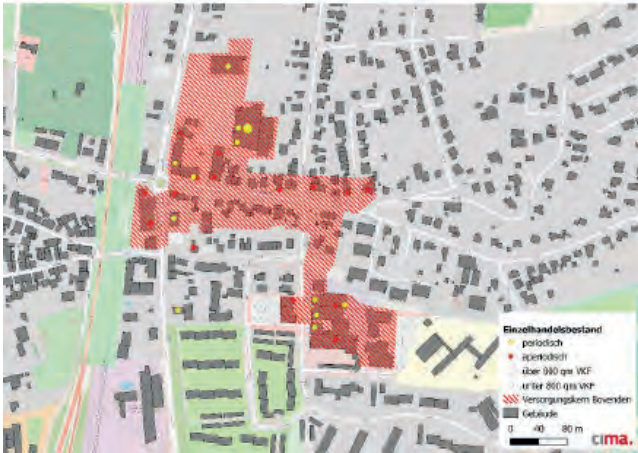 Einzelhandelsbestand
periodisch
aperiodisch
über 800 qm VKF
unter 800 qm VKF
Versorgungskern Bovenden
Gebäude
0 40 80 m
cima.